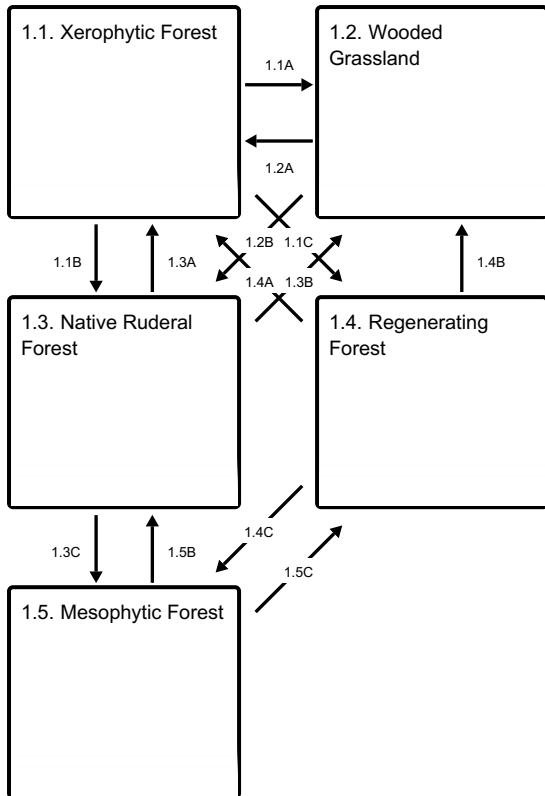 1.1. Xerophytic Forest
1.2. Wooded
Grassland
1.1A
1.2A
1.2B
1.1C
1.1B
1.3A
1.4A
1.3B
1.4B
1.3. Native Ruderal
Forest
1.4. Regenerating
Forest
1.4C
1.3C
1.5B
1.5C
1.5. Mesophytic Forest